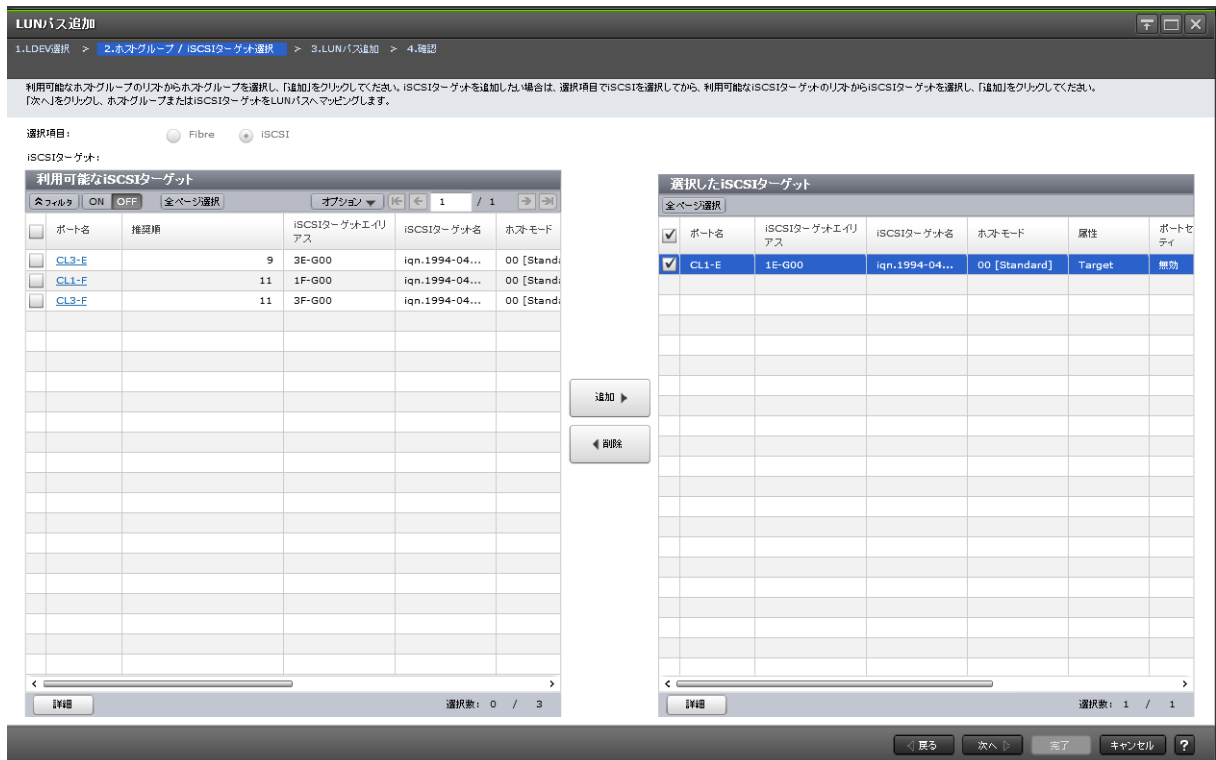 LUNパス追加
1.LDEV選択 > 2.ホストグループ / iSCSIターゲット選択 > 3.LUNパス追加 > 4.確認
利用可能なホストグループのリストからホストグループを選択し、「追加」をクリックしてください。iSCSIターゲットを追加したい場合は、選択項目でiSCSIを選択してから、利用可能なiSCSIターゲットのリストからiSCSIターゲットを選択し、「追加」をクリックしてください。
「次へ」をクリックし、ホストグループまたはiSCSIターゲットをLUNパスへマッピングします。
選択項目: Fibre iSCSI
iSCSIターゲット:
利用可能なiSCSIターゲット
フィルタ ON OFF 全ページ選択 オプション 1 / 1
ポート名 推奨順 iSCSIターゲットエイリアス iSCSIターゲット名 ホストモード
CL3-E 9 3E-G00 iqn.1994-04... 00 [Standa
CL1-F 11 1F-G00 iqn.1994-04... 00 [Standa
CL3-F 11 3F-G00 iqn.1994-04... 00 [Standa
詳細 選択数: 0 / 3
追加
削除
選択したiSCSIターゲット
全ページ選択
ポート名 iSCSIターゲットエイリアス iSCSIターゲット名 ホストモード 属性 ポートセ ティ
CL1-E 1E-G00 iqn.1994-04... 00 [Standard] Target 無効
詳細 選択数: 1 / 1
戻る 次へ 完了 キャンセル ?